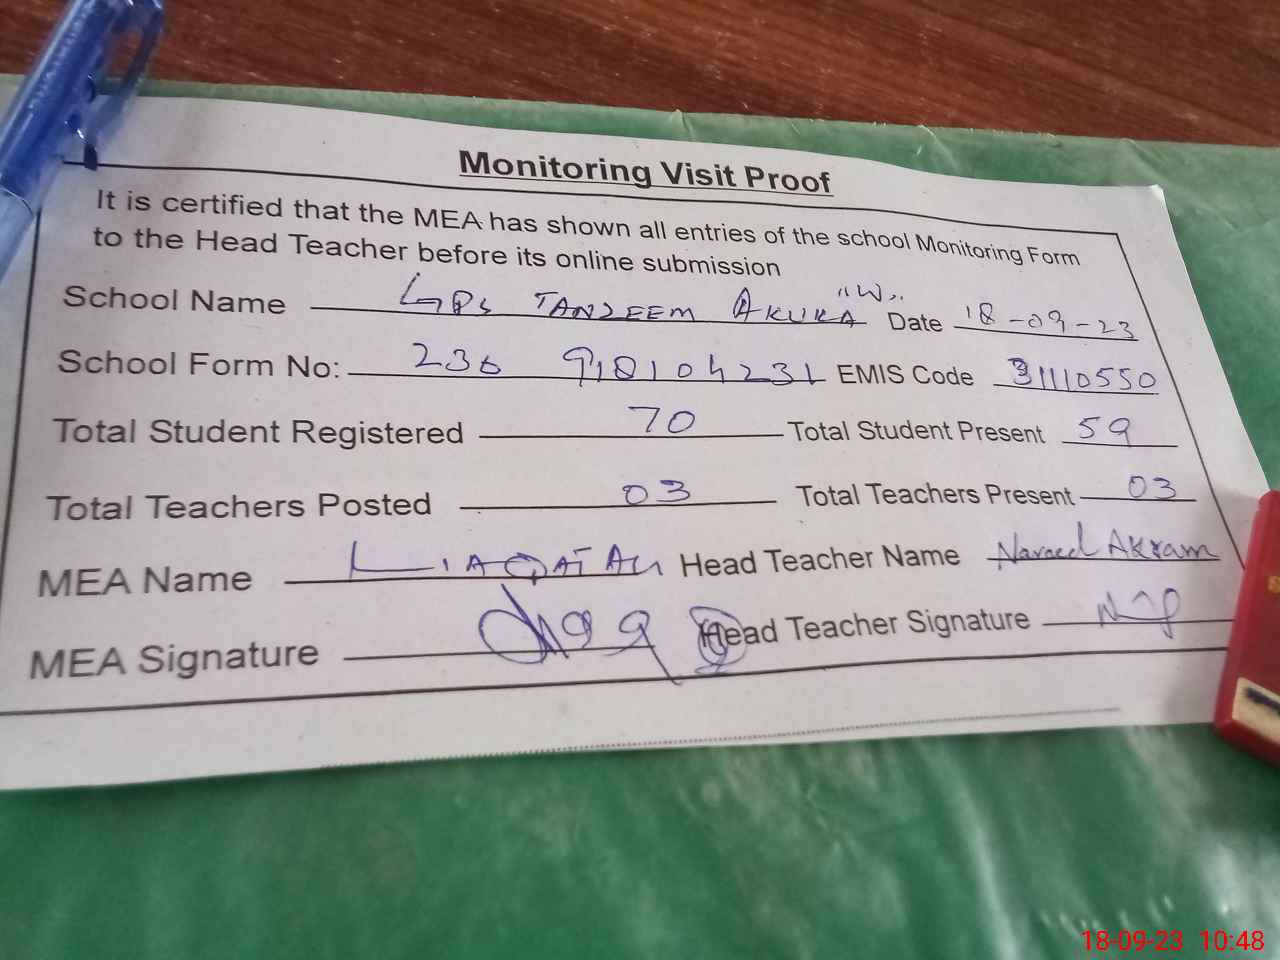 Monitoring Visit Proof
It is certified that the MEA has shown all entries of the school Monitoring Form
to the Head Teacher before its online submission
School Name GPS TANZEEM AKUKA "W" Date 18-09-23
School Form No: 236 918104231 EMIS Code 31110550
Total Student Registered 70 Total Student Present 59
Total Teachers Posted 03 Total Teachers Present 03
MEA Name LIAQAT ALI Head Teacher Name Naveed AKram
MEA Signature Head Teacher Signature
18-09-23 10:48